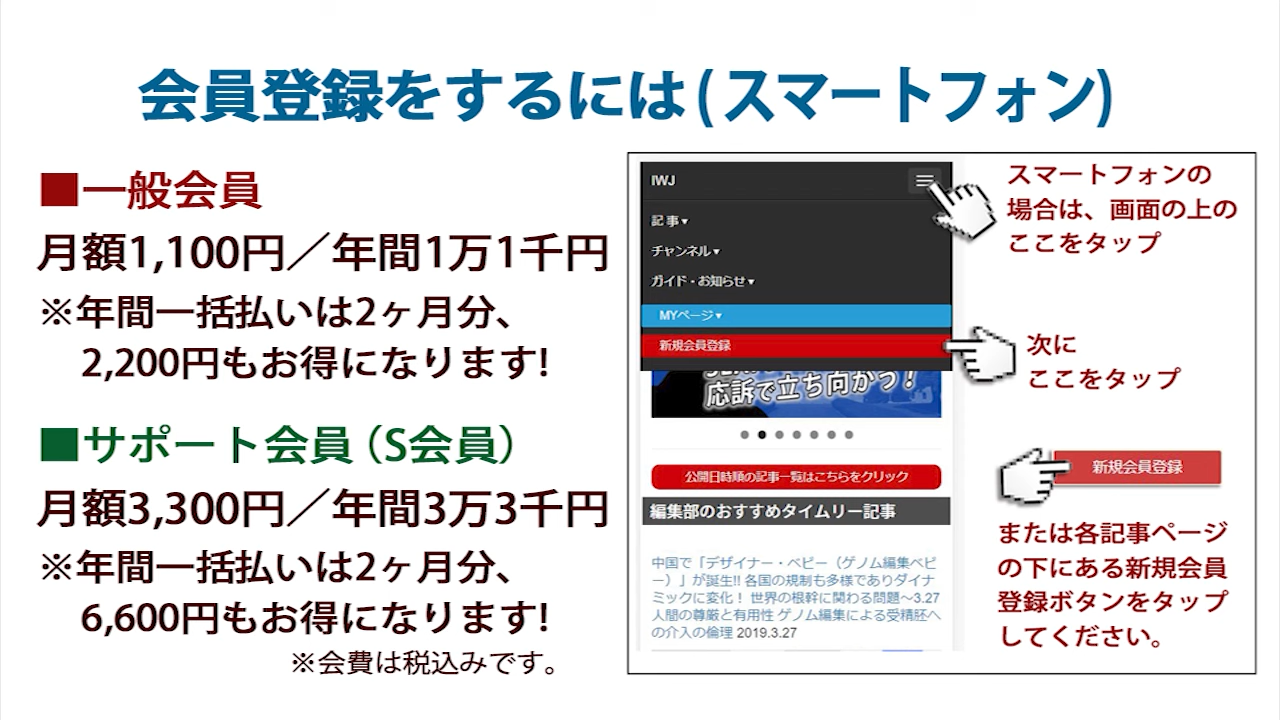 会員登録をするには(スマートフォン)
■一般会員
月額1,100円／年間1万1千円
※年間一括払いは2ヶ月分、
2,200円もお得になります!
■サポート会員（S会員）
月額3,300円／年間3万3千円
※年間一括払いは2ヶ月分、
6,600円もお得になります!
※会費は税込みです。
IWJ
記事▾
チャンネル▾
ガイド・お知らせ▾
MYページ▾
新規会員登録
応訴で立ち向かう！
公開日時順の記事一覧はこちらをクリック
編集部のおすすめタイムリー記事
中国で「デザイナー・ベビー（ゲノム編集ベビ
ー）」が誕生!! 各国の規制も多様でありダイナ
ミックに変化！ 世界の根幹に関わる問題～3.27
人間の尊厳と有用性 ゲノム編集による受精胚へ
の介入の倫理 2019.3.27
スマートフォンの
場合は、画面の上の
ここをタップ
次に
ここをタップ
新規会員登録
または各記事ページ
の下にある新規会員
登録ボタンをタップ
してください。